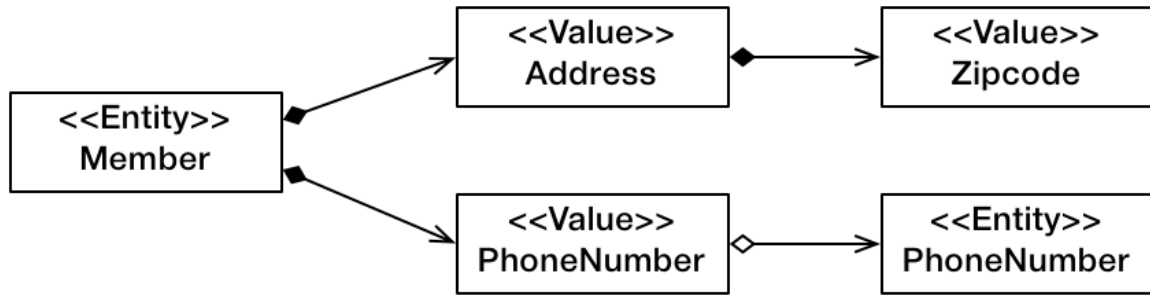 <<Entity>>
Member
<<Value>>
Address
<<Value>>
Zipcode
<<Value>>
PhoneNumber
<<Entity>>
PhoneNumber